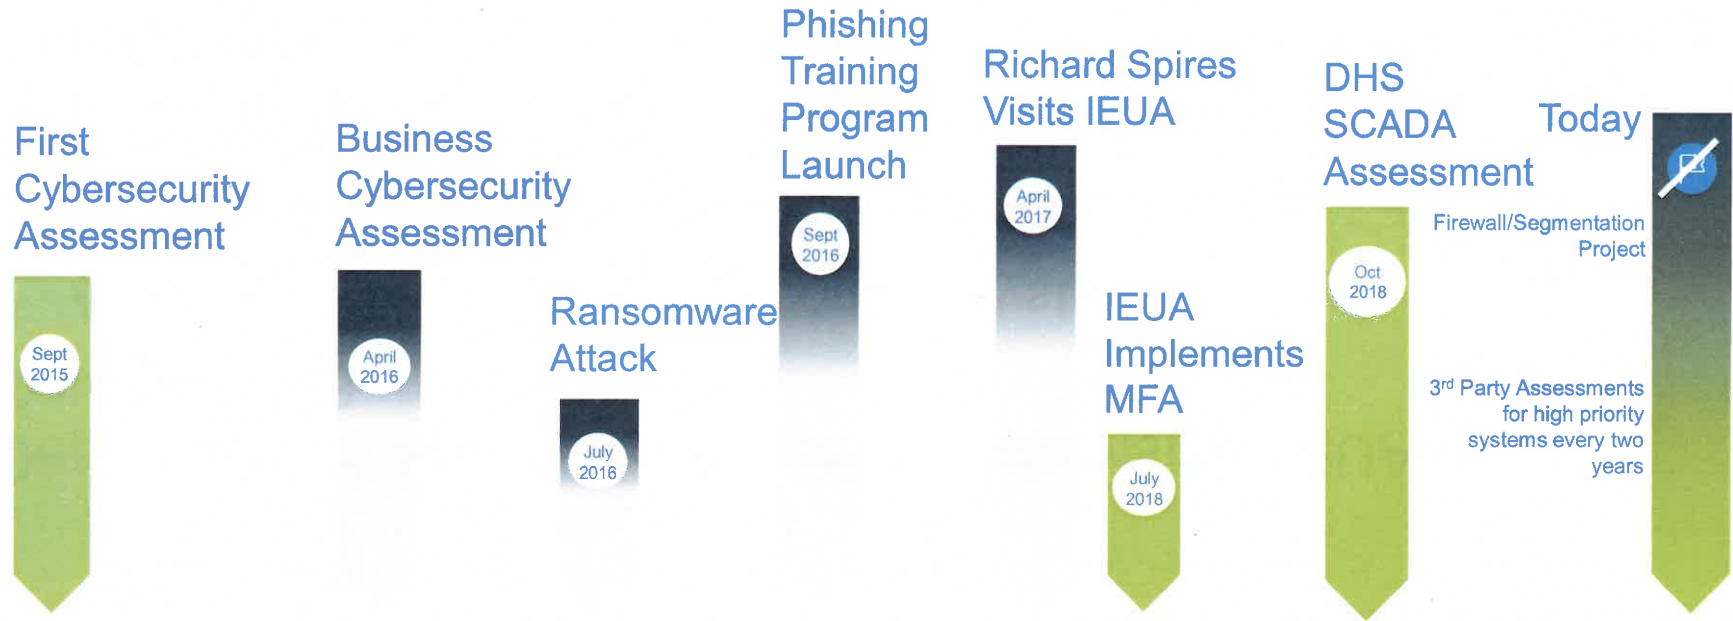 First
Cybersecurity
Assessment
Sept
2015
Business
Cybersecurity
Assessment
April
2016
Ransomware
Attack
July
2016
Phishing
Training
Program
Launch
Sept
2016
Richard Spires
Visits IEUA
April
2017
IEUA
Implements
MFA
July
2018
DHS
SCADA
Assessment
Oct
2018
Today
Firewall/Segmentation
Project
3rd Party Assessments
for high priority
systems every two
years